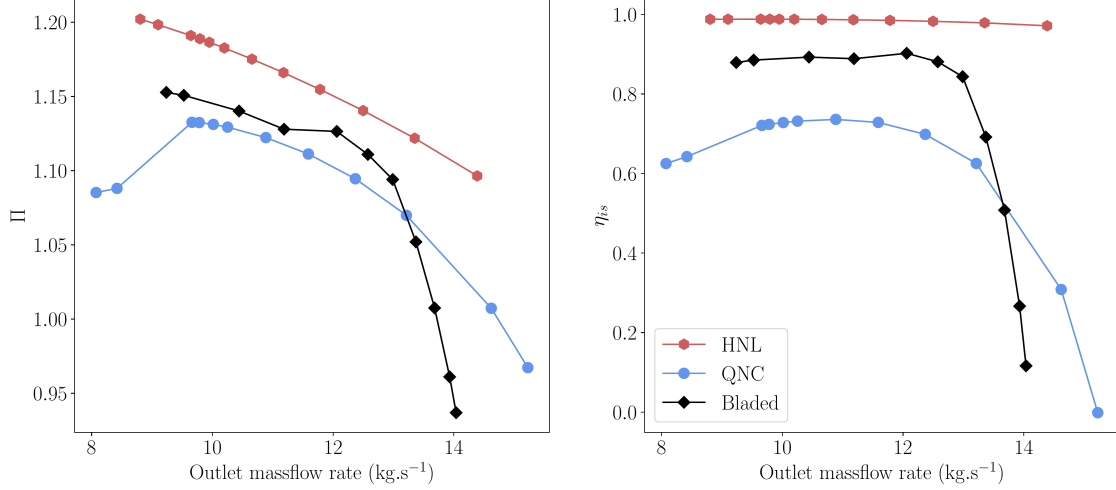 1.20
1.15
1.10
1.05
1.00
0.95
Π
8
10
12
14
Outlet massflow rate (kg.s⁻¹)
1.0
0.8
0.6
0.4
0.2
0.0
η_is
HNL
QNC
Bladed
8
10
12
14
Outlet massflow rate (kg.s⁻¹)